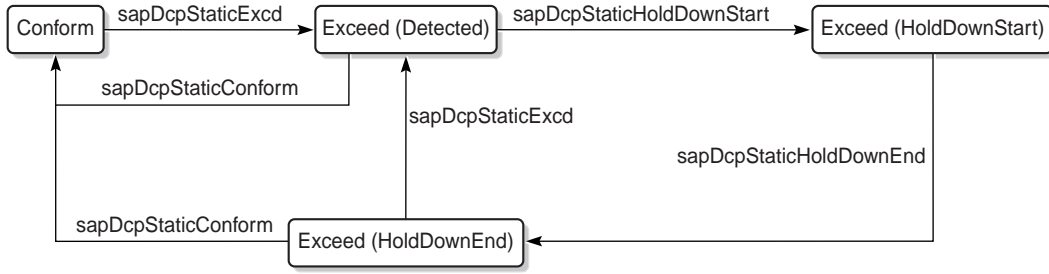 Conform
sapDcpStaticExcd
Exceed (Detected)
sapDcpStaticHoldDownStart
Exceed (HoldDownStart)
sapDcpStaticConform
sapDcpStaticExcd
sapDcpStaticHoldDownEnd
sapDcpStaticConform
Exceed (HoldDownEnd)